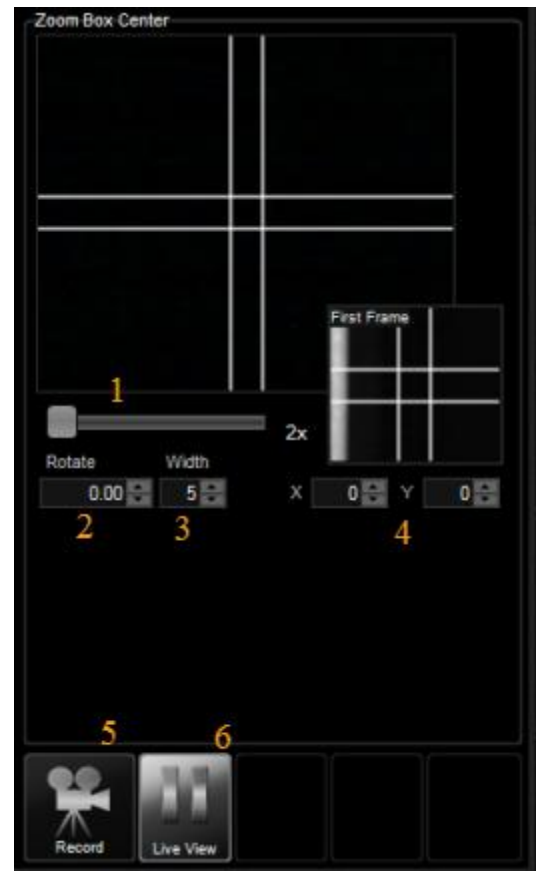 Zoom Box Center
First Frame
1
2x
Rotate Width
0.00 5 X 0 Y 0
2 3 4
5 6
Record Live View